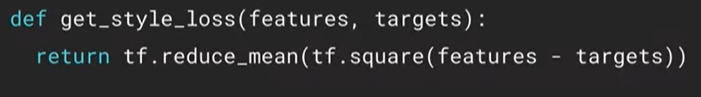 def get_style_loss(features, targets):
  return tf.reduce_mean(tf.square(features - targets))